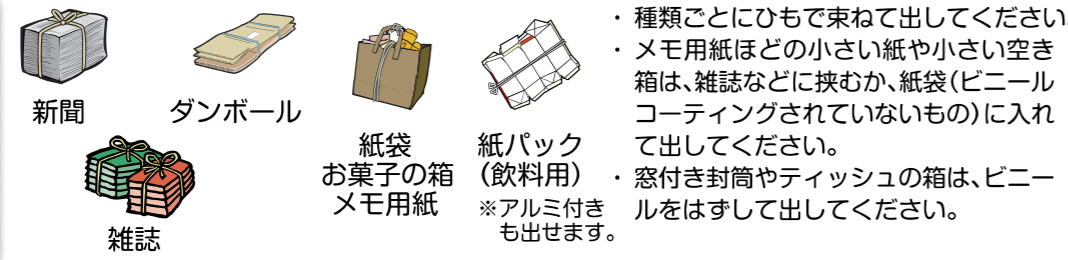 新聞
ダンボール
雑誌
紙袋
お菓子の箱
メモ用紙
紙パック
(飲料用)
※アルミ付き
も出せます。
・ 種類ごとにひもで束ねて出してください。
・ メモ用紙ほどの小さい紙や小さい空き
箱は、雑誌などに挟むか、紙袋(ビニール
コーティングされていないもの)に入れ
て出してください。
・ 窓付き封筒やティッシュの箱は、ビニー
ルをはずして出してください。